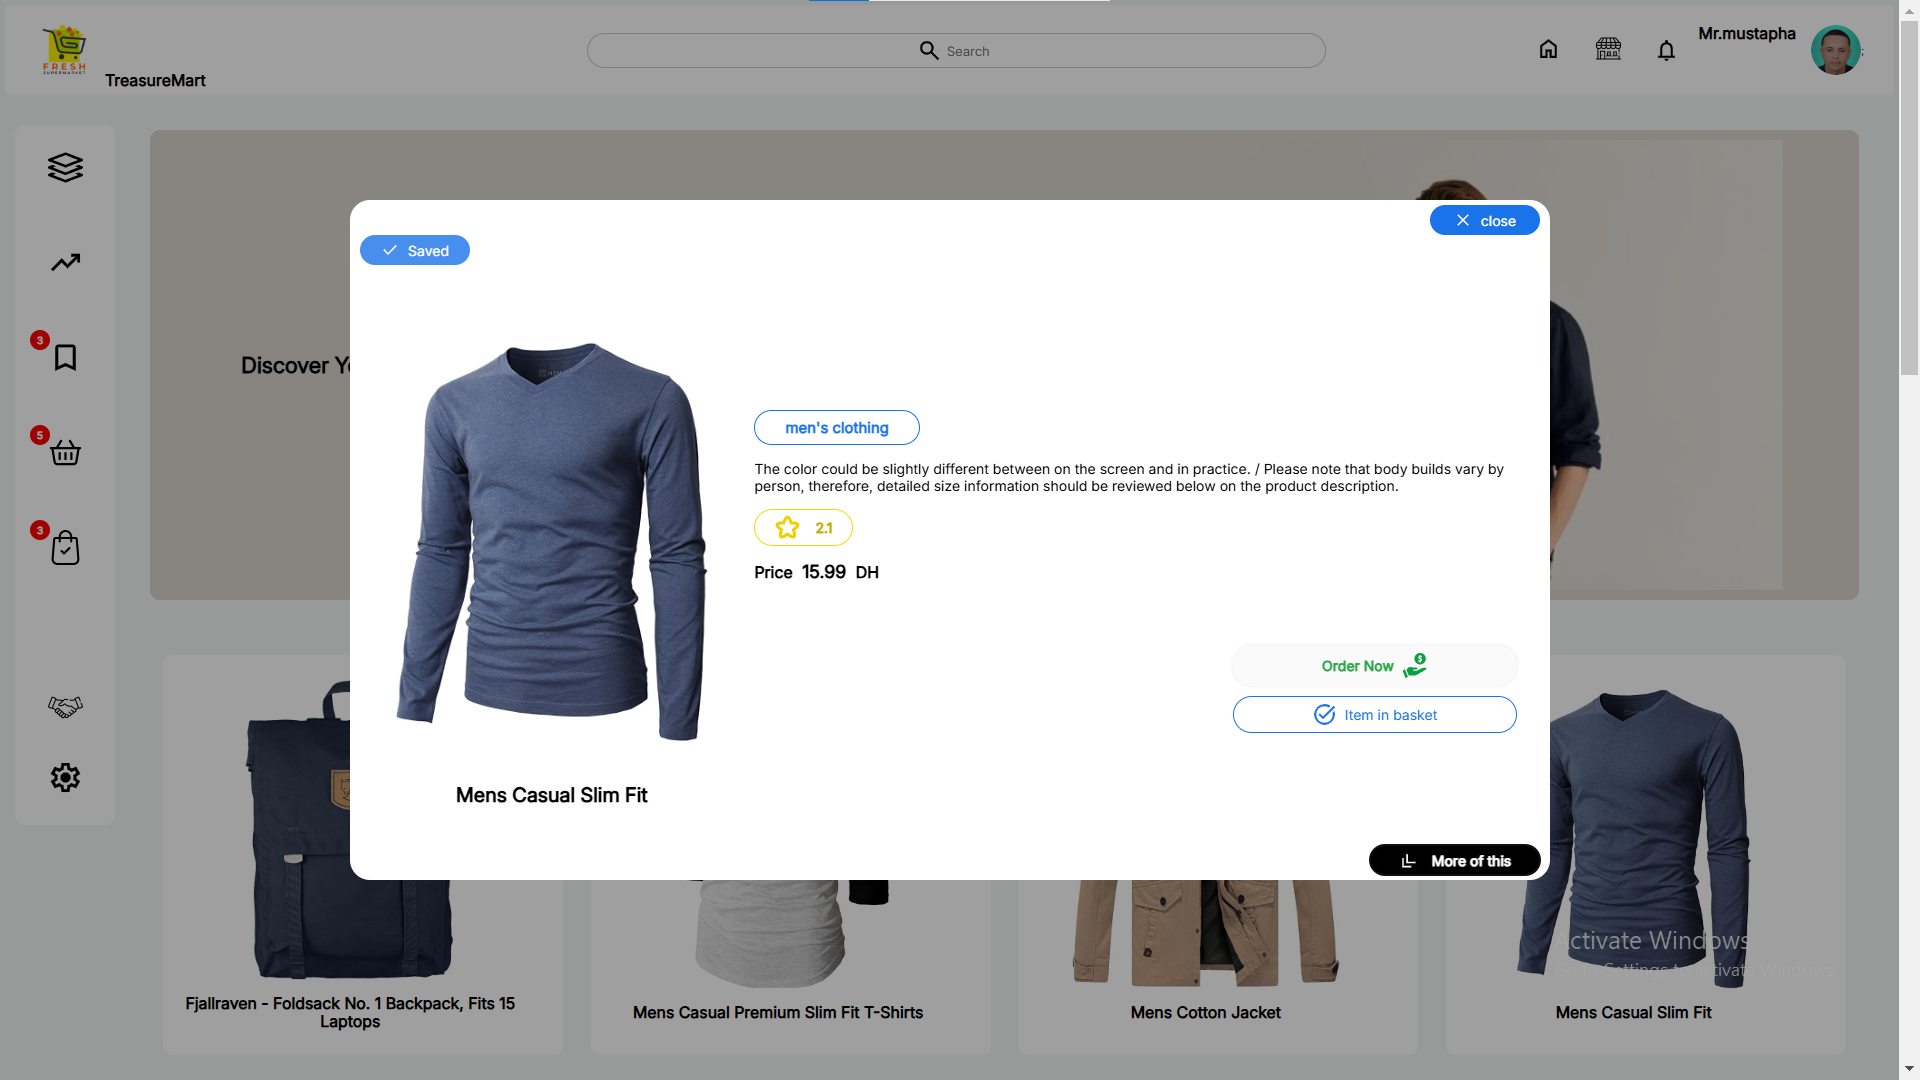 FRESH
SUPERMARKET
TreasureMart
Search
Mr.mustapha
;
close
Saved
3
Discover
men's clothing
5
The color could be slightly different between on the screen and in practice. / Please note that body builds vary by
person, therefore, detailed size information should be reviewed below on the product description.
2.1
3
Price 15.99 DH
Order Now
Item in basket
Mens Casual Slim Fit
More of this
Activate Windows
Go to Settings to activate Windows.
Fjallraven - Foldsack No. 1 Backpack, Fits 15
Laptops
Mens Casual Premium Slim Fit T-Shirts
Mens Cotton Jacket
Mens Casual Slim Fit